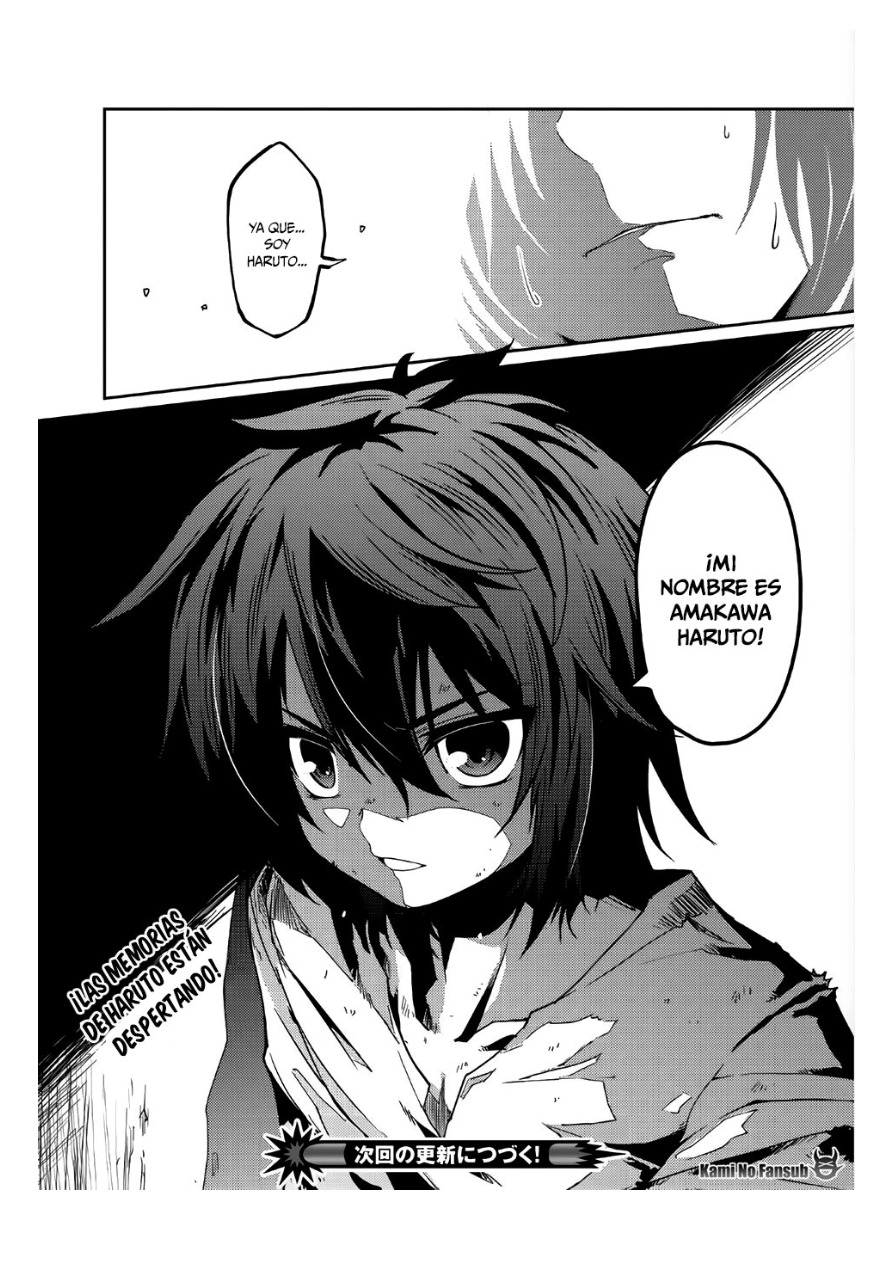 YA QUE...
SOY
HARUTO...
¡MI
NOMBRE ES
AMAKAWA
HARUTO!
¡LAS MEMORIAS
DE HARUTO ESTÁN
DESPERTANDO!
次回の更新につづく!
Kami No Fansub